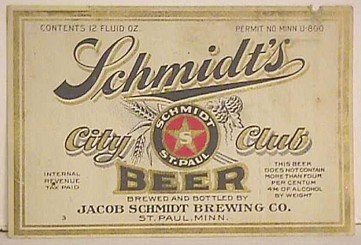 CONTENTS 12 FLUID OZ.
PERMIT NO MINN U-800
Schmidt's
City Club
SCHMIDT
ST. PAUL
BEER
INTERNAL
REVENUE
TAX PAID
THIS BEER
DOES NOT CONTAIN
MORE THAN FOUR
PER CENTUM
4% OF ALCOHOL
BY WEIGHT
BREWED AND BOTTLED BY
JACOB SCHMIDT BREWING CO.
ST. PAUL, MINN.
3